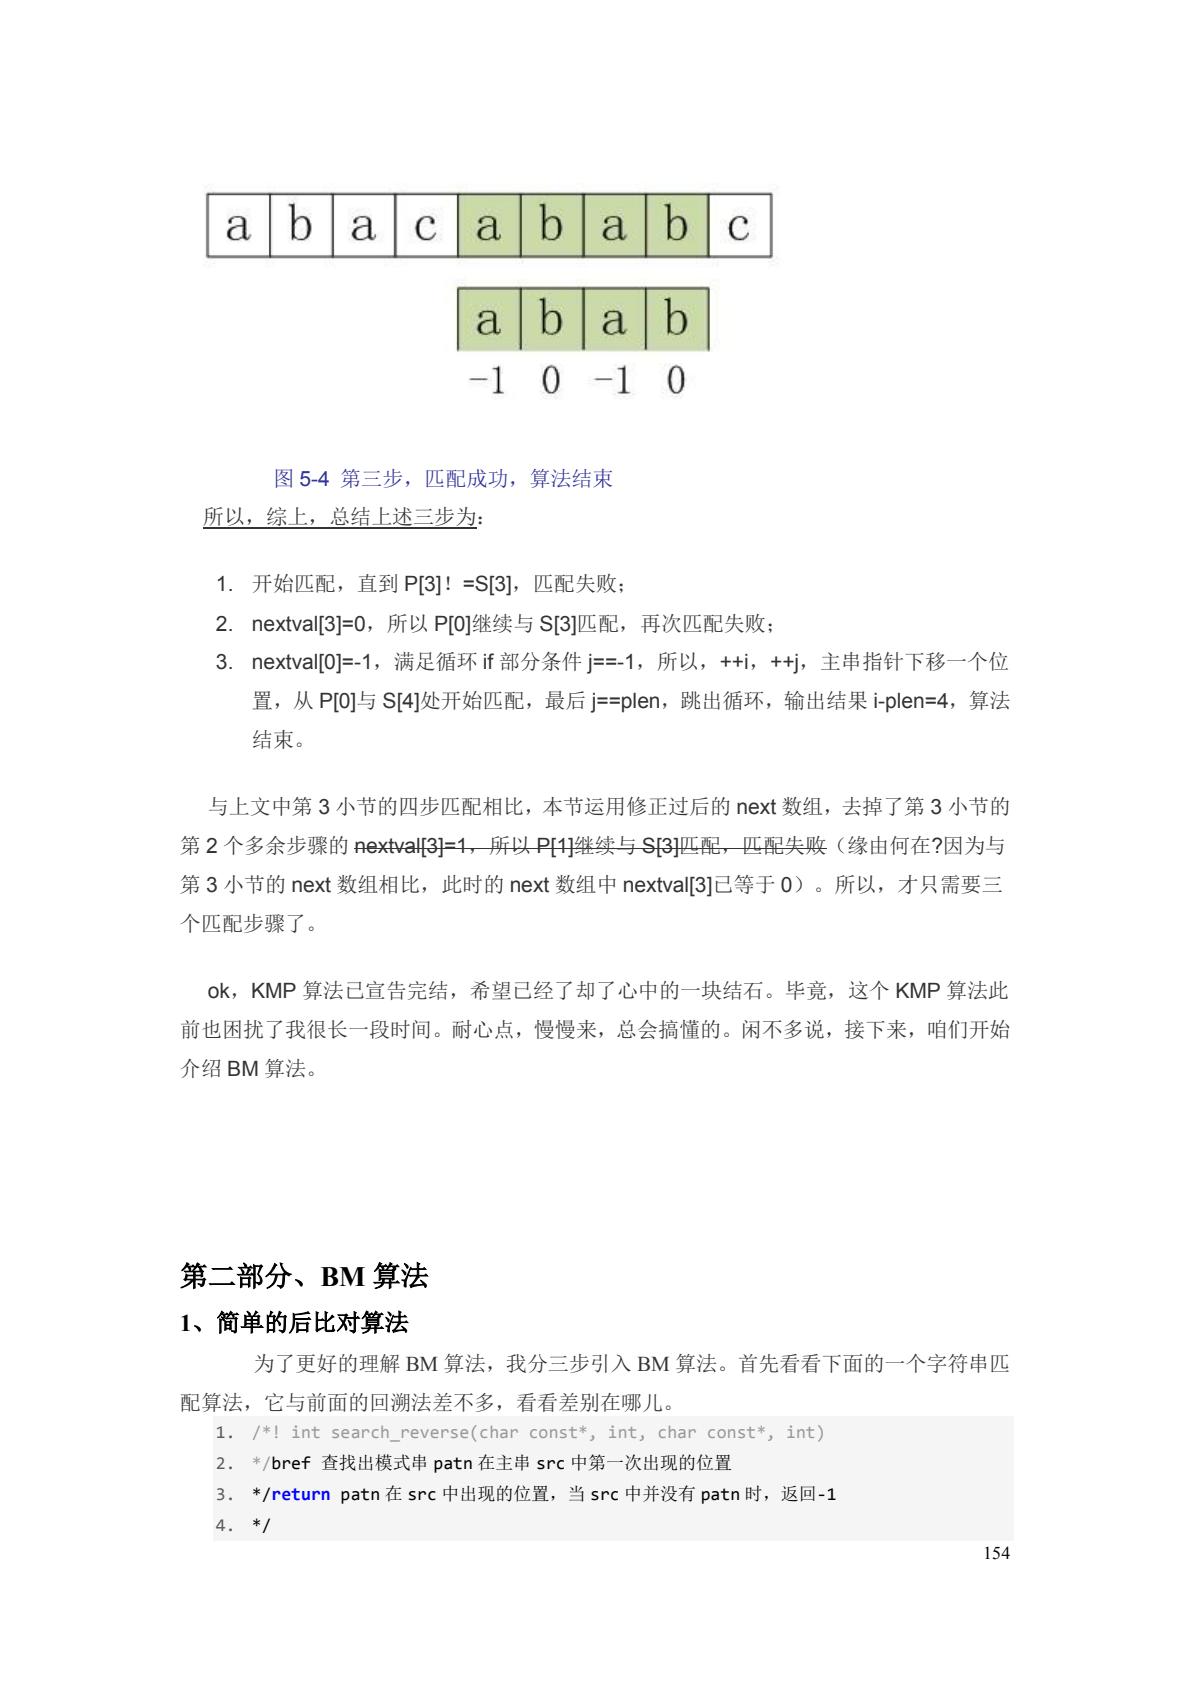 a b a c a b a b c
a b a b
-1 0 -1 0
图 5-4 第三步，匹配成功，算法结束
所以，综上，总结上述三步为:
1. 开始匹配，直到 P[3]！=S[3]，匹配失败；
2. nextval[3]=0，所以 P[0]继续与 S[3]匹配，再次匹配失败；
3. nextval[0]=-1，满足循环 if 部分条件 j==-1，所以，++i，++j，主串指针下移一个位
置，从 P[0]与 S[4]处开始匹配，最后 j==plen，跳出循环，输出结果 i-plen=4，算法
结束。
与上文中第 3 小节的四步匹配相比，本节运用修正过后的 next 数组，去掉了第 3 小节的
第 2 个多余步骤的 nextval[3]=1，所以 P[1]继续与 S[3]匹配，匹配失败（缘由何在?因为与
第 3 小节的 next 数组相比，此时的 next 数组中 nextval[3]已等于 0）。所以，才只需要三
个匹配步骤了。
ok，KMP 算法已宣告完结，希望已经了却了心中的一块结石。毕竟，这个 KMP 算法此
前也困扰了我很长一段时间。耐心点，慢慢来，总会搞懂的。闲不多说，接下来，咱们开始
介绍 BM 算法。
第二部分、BM 算法
1、简单的后比对算法
为了更好的理解 BM 算法，我分三步引入 BM 算法。首先看看下面的一个字符串匹
配算法，它与前面的回溯法差不多，看看差别在哪儿。
1. /*! int search_reverse(char const*, int, char const*, int)
2. */bref 查找出模式串 patn 在主串 src 中第一次出现的位置
3. */return patn 在 src 中出现的位置，当 src 中并没有 patn 时，返回-1
4. */
154